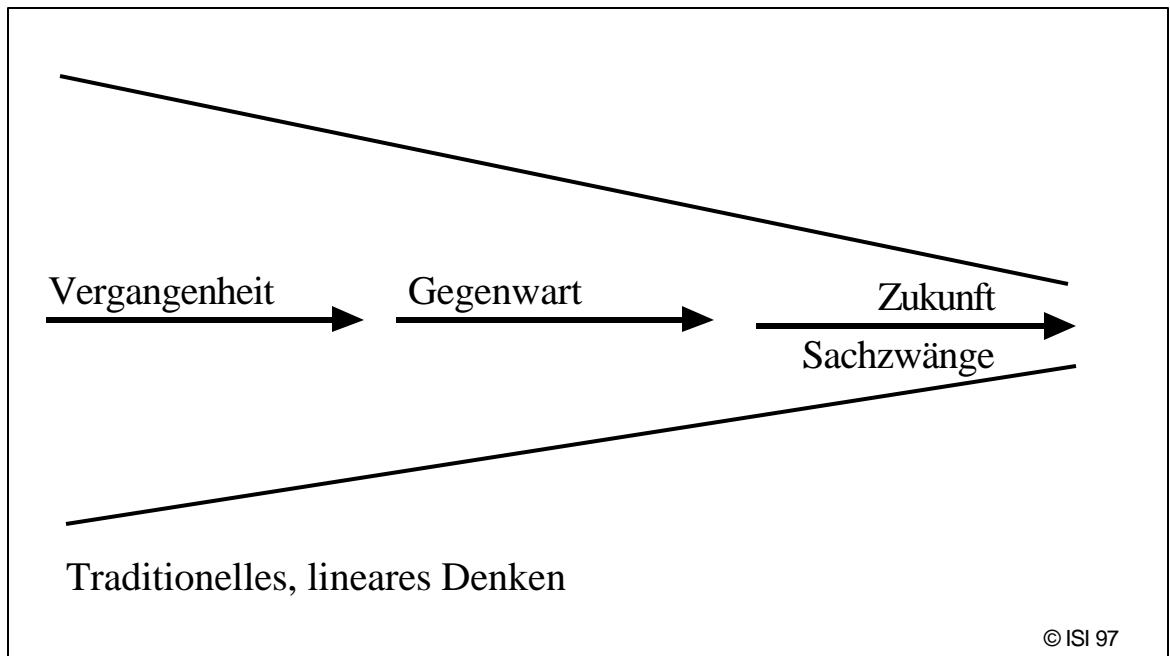 Vergangenheit
Gegenwart
Zukunft
Sachzwänge
Traditionelles, lineares Denken
© ISI 97